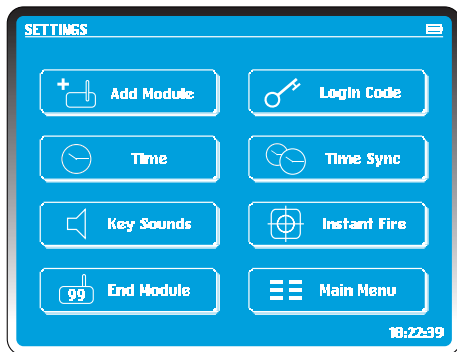 SETTINGS
Add Module
Login Code
Time
Time Sync
Key Sounds
Instant Fire
99
End Module
Main Menu
18:22:39